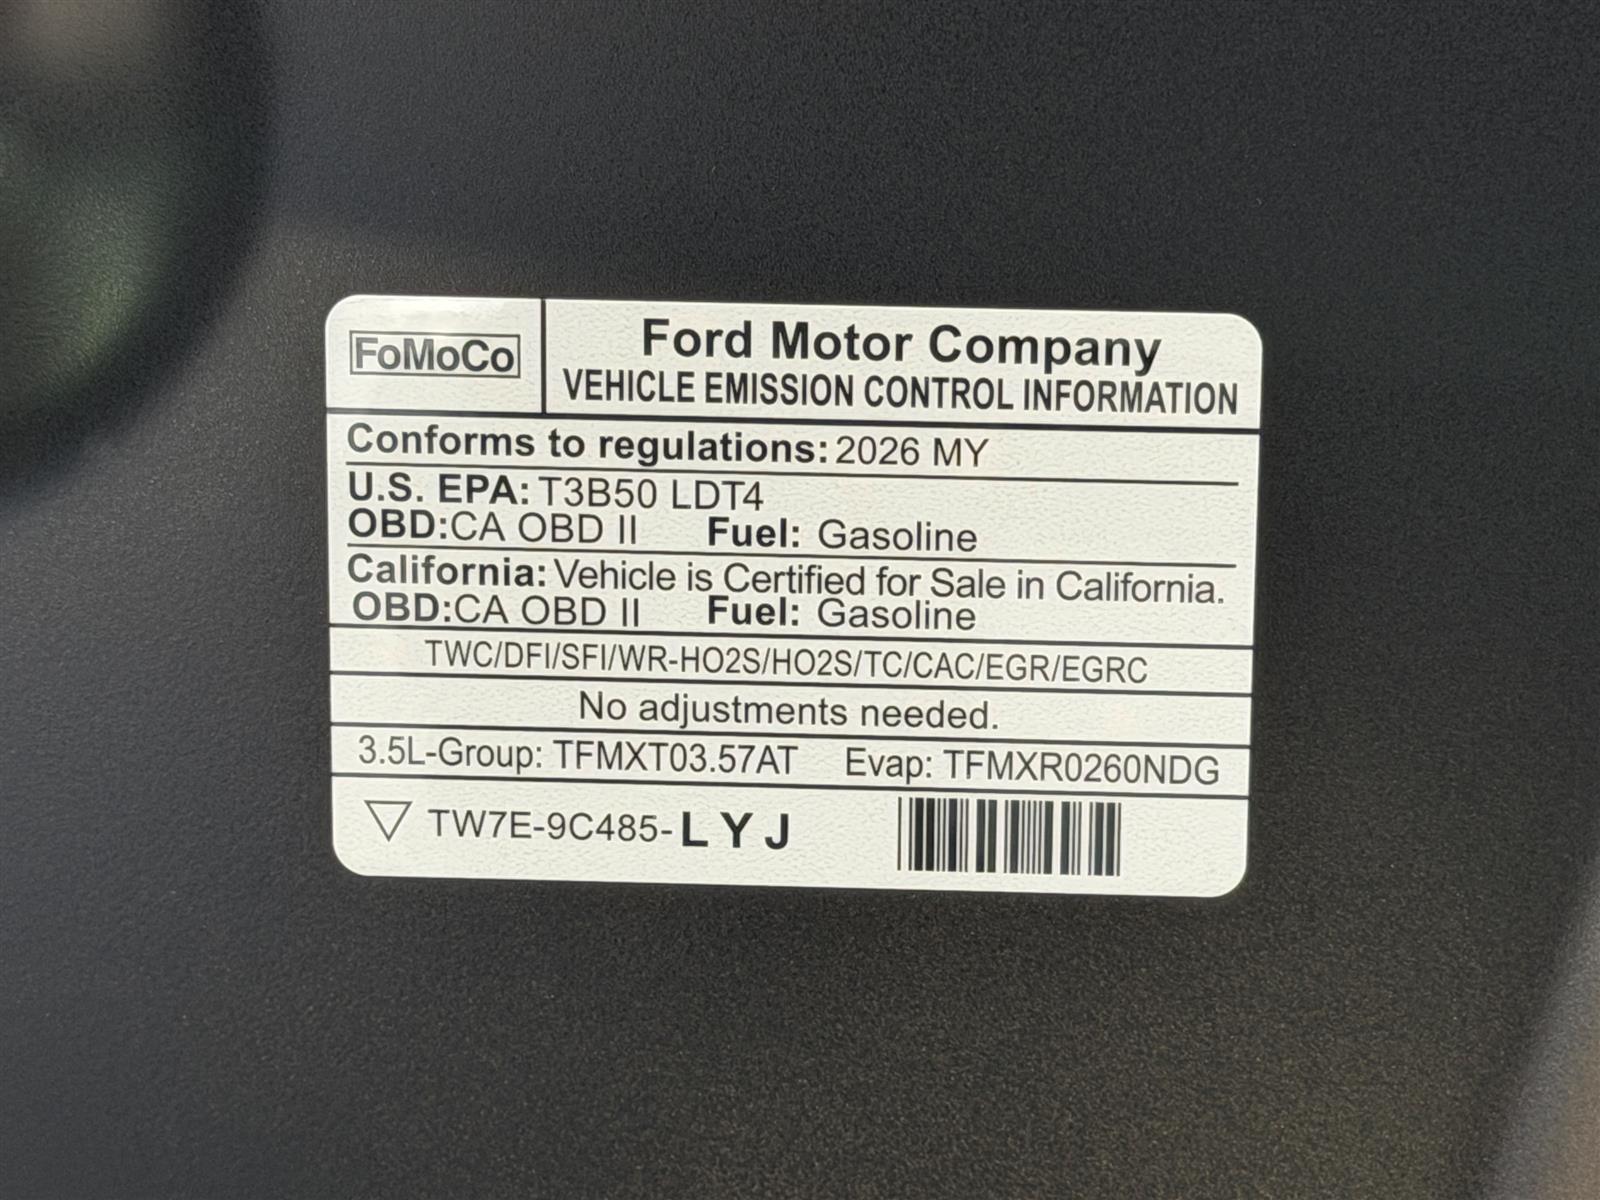 FoMoCo
Ford Motor Company
VEHICLE EMISSION CONTROL INFORMATION
Conforms to regulations: 2026 MY
U.S. EPA: T3B50 LDT4
OBD:CA OBD II Fuel: Gasoline
California: Vehicle is Certified for Sale in California.
OBD:CA OBD II Fuel: Gasoline
TWC/DFI/SFI/WR-HO2S/HO2S/TC/CAC/EGR/EGRC
No adjustments needed.
3.5L-Group: TFMXT03.57AT Evap: TFMXR0260NDG
TW7E-9C485-LYJ